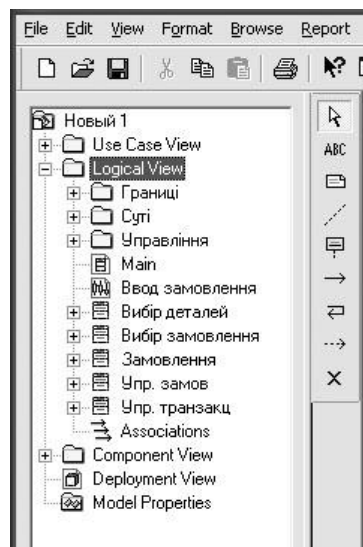 File Edit View Format Browse Report
Новый 1
Use Case View
Logical View
Границі
Суті
Управління
Main
Ввод замовлення
Вибір деталей
Вибір замовлення
Замовлення
Упр. замов
Упр. транзакц
Associations
Component View
Deployment View
Model Properties
ABC